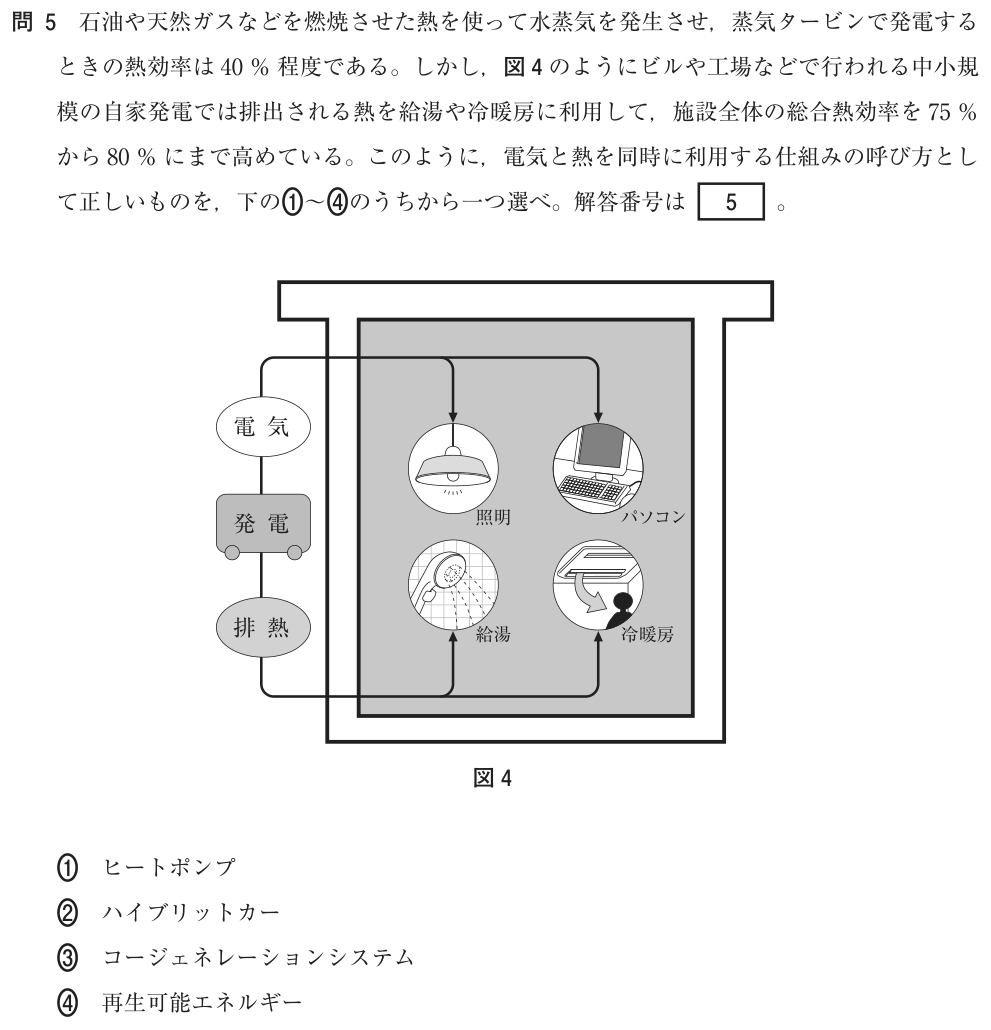 問 5 石油や天然ガスなどを燃焼させた熱を使って水蒸気を発生させ，蒸気タービンで発電する
ときの熱効率は 40 % 程度である。しかし，図 4 のようにビルや工場などで行われる中小規
模の自家発電では排出される熱を給湯や冷暖房に利用して，施設全体の総合熱効率を 75 %
から 80 % にまで高めている。このように，電気と熱を同時に利用する仕組みの呼び方とし
て正しいものを，下の①～④のうちから一つ選べ。解答番号は 5 。
電 気
発 電
排 熱
照明
パソコン
給湯
冷暖房
図 4
① ヒートポンプ
② ハイブリットカー
③ コージェネレーションシステム
④ 再生可能エネルギー